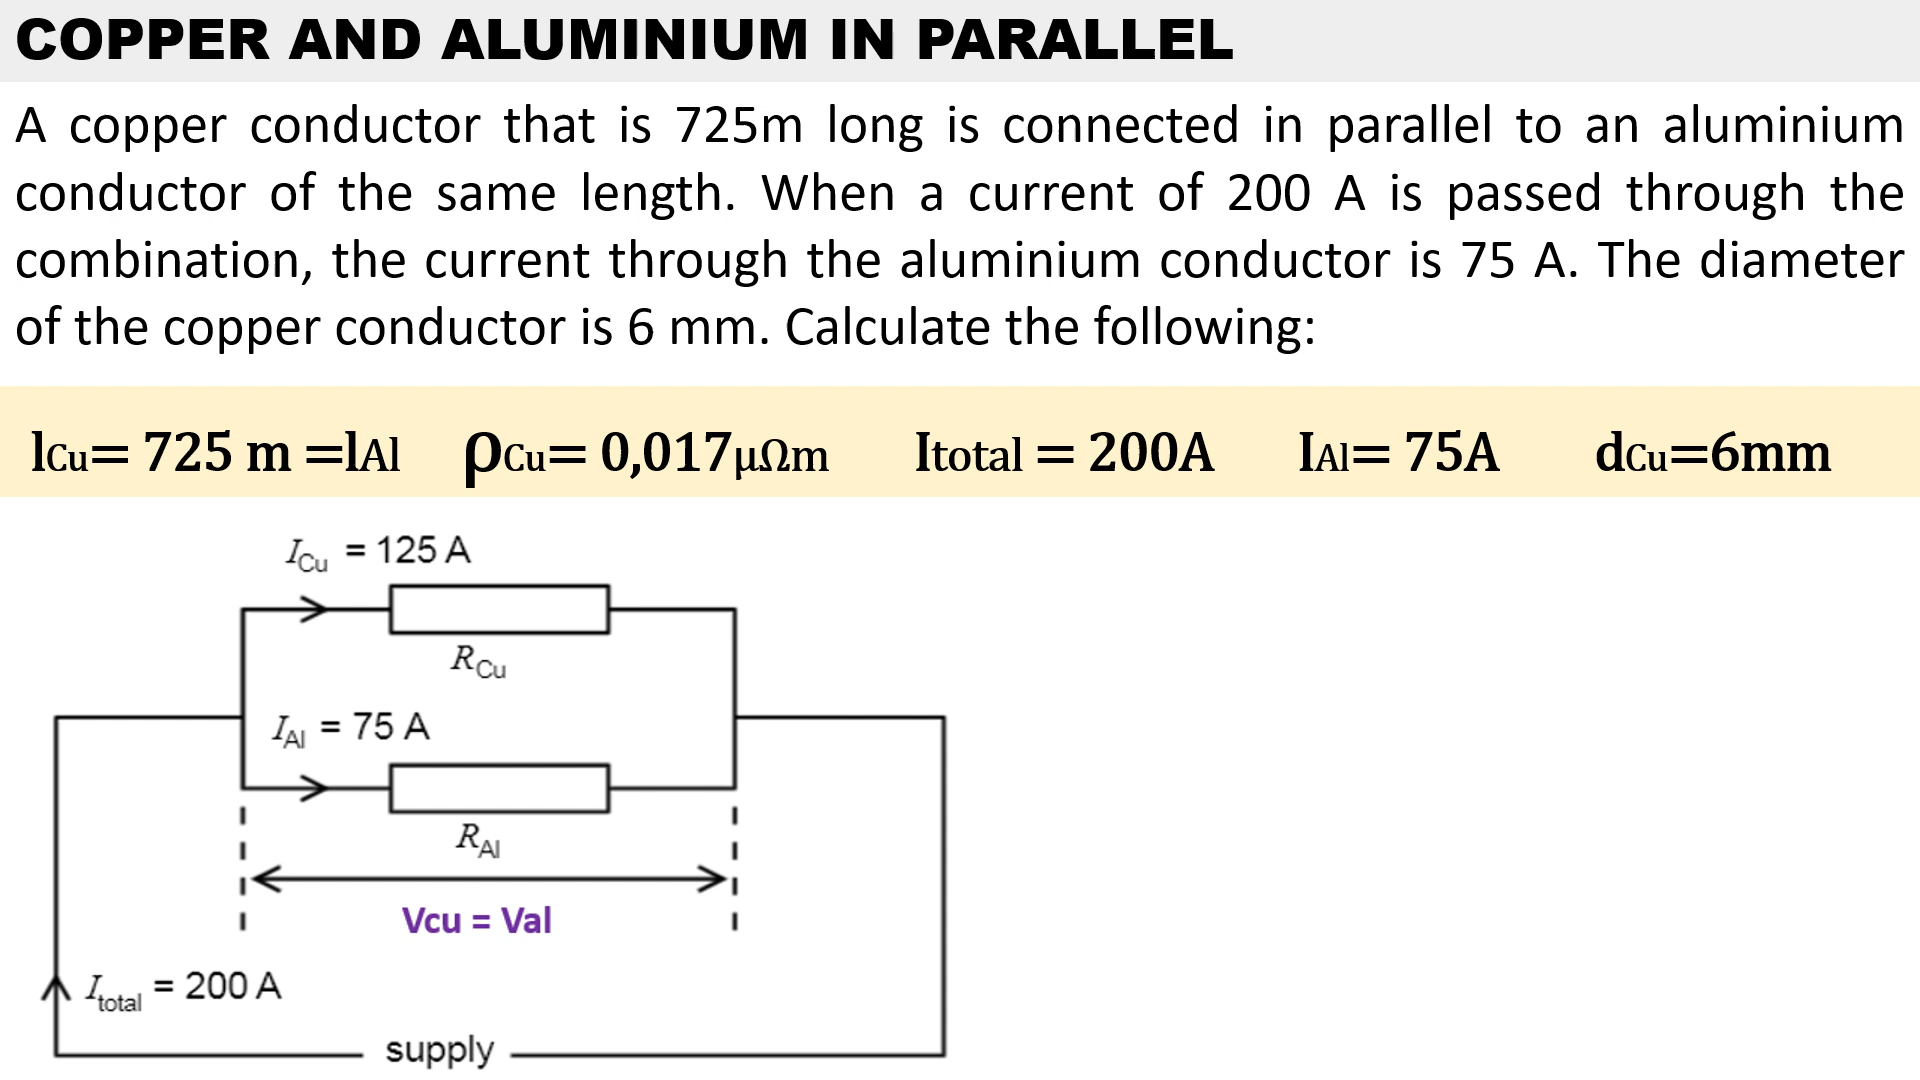 COPPER AND ALUMINIUM IN PARALLEL
A copper conductor that is 725m long is connected in parallel to an aluminium
conductor of the same length. When a current of 200 A is passed through the
combination, the current through the aluminium conductor is 75 A. The diameter
of the copper conductor is 6 mm. Calculate the following:
lCu= 725 m =lAl ρCu= 0,017μΩm Itotal = 200A IAl= 75A dCu=6mm
ICu = 125 A
RCu
IAl = 75 A
RAl
Vcu = Val
Itotal = 200 A
supply